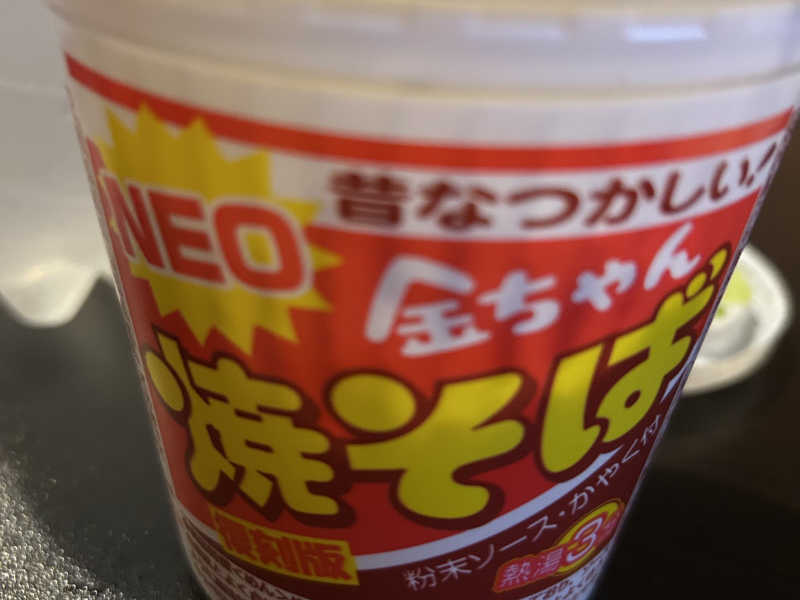 昔なつかしい!
NEO
金ちゃん
焼そば
復刻版
粉末ソース・かやく付
熱湯3